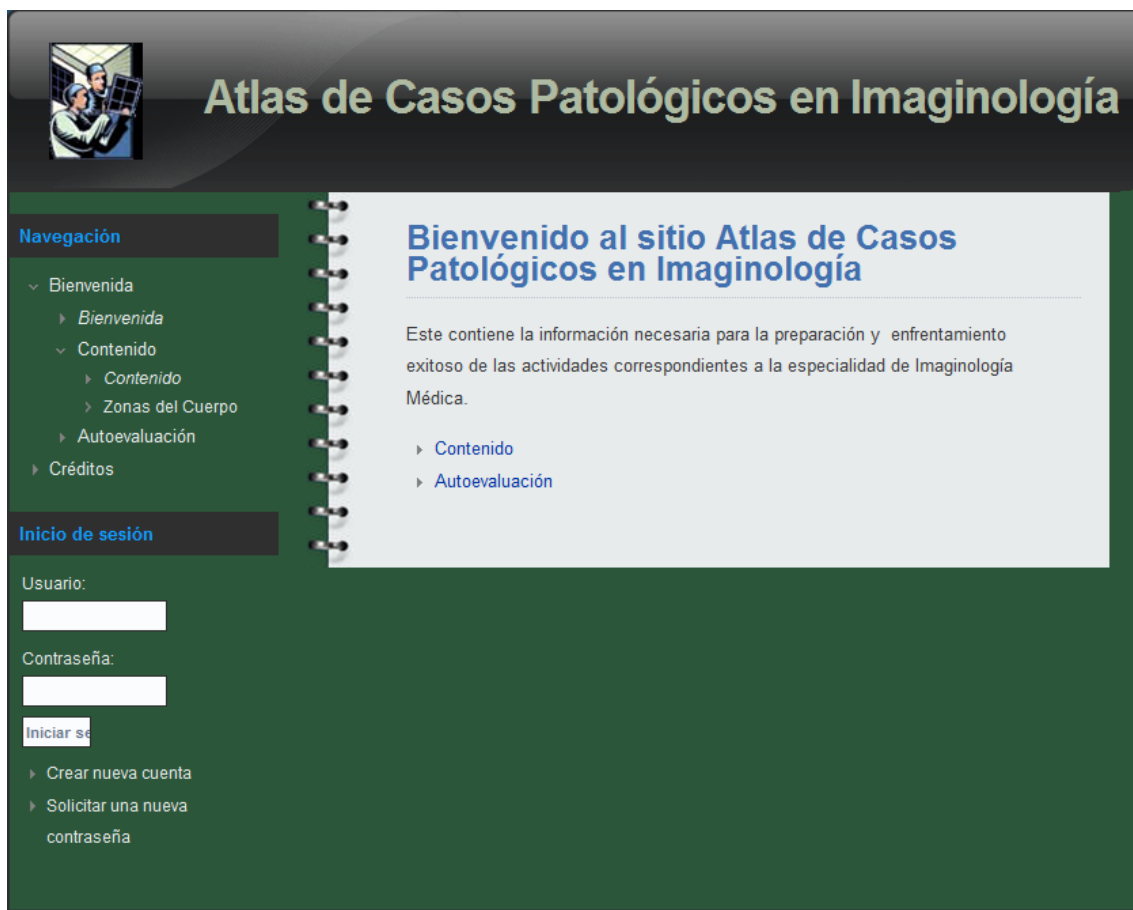 Atlas de Casos Patológicos en Imaginología
Navegación
Bienvenida
Bienvenida
Contenido
Contenido
Zonas del Cuerpo
Autoevaluación
Créditos
Inicio de sesión
Usuario:
Contraseña:
Iniciar se
Crear nueva cuenta
Solicitar una nueva
contraseña
Bienvenido al sitio Atlas de Casos
Patológicos en Imaginología
Este contiene la información necesaria para la preparación y enfrentamiento
exitoso de las actividades correspondientes a la especialidad de Imaginología
Médica.
Contenido
Autoevaluación